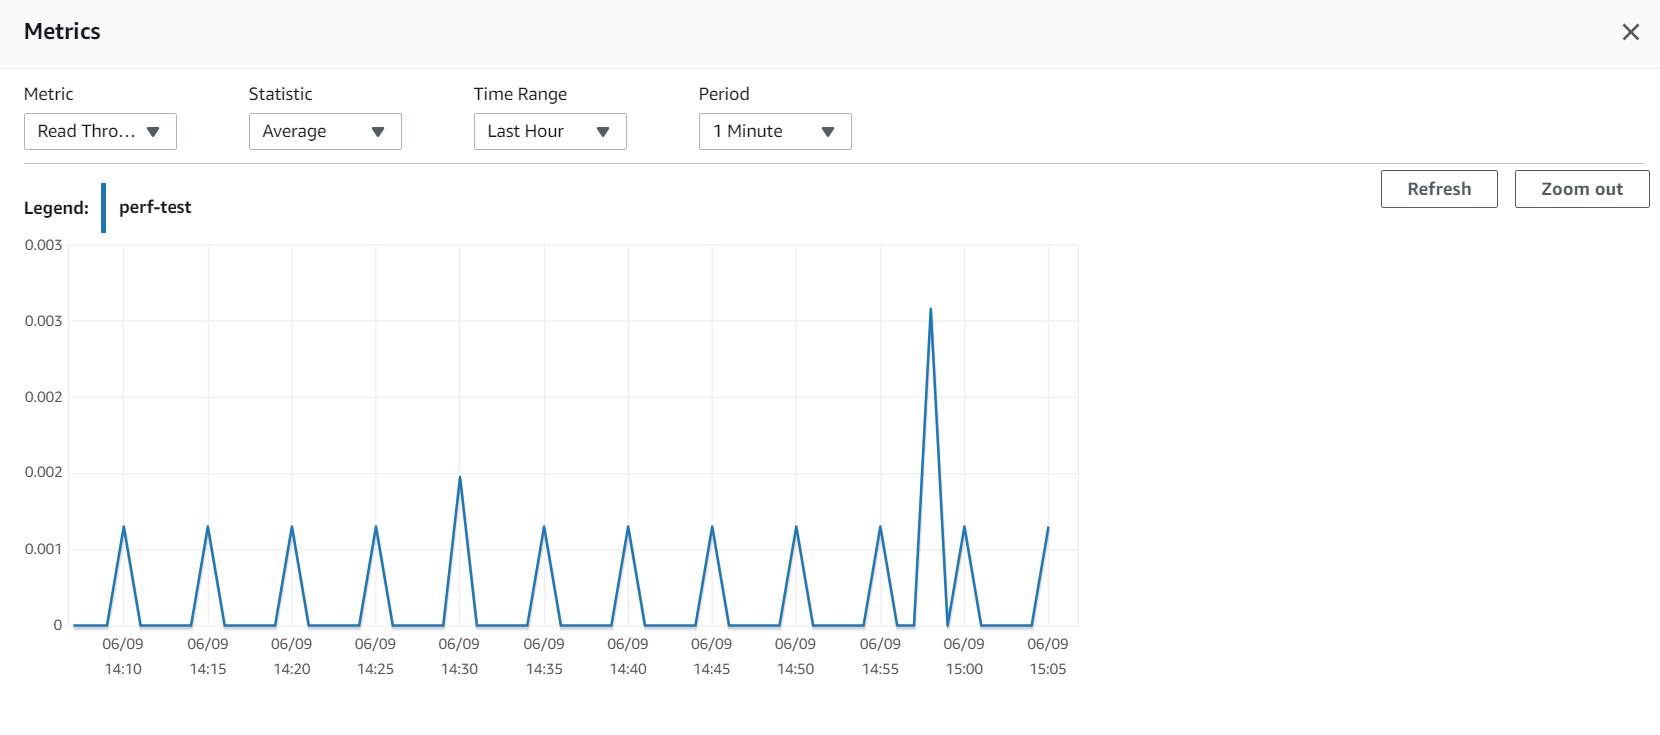 Metrics
Metric Statistic Time Range Period
Read Thro... Average Last Hour 1 Minute
Refresh Zoom out
Legend: perf-test
0.003
0.003
0.002
0.002
0.001
0
06/09 06/09 06/09 06/09 06/09 06/09 06/09 06/09 06/09 06/09 06/09 06/09
14:10 14:15 14:20 14:25 14:30 14:35 14:40 14:45 14:50 14:55 15:00 15:05